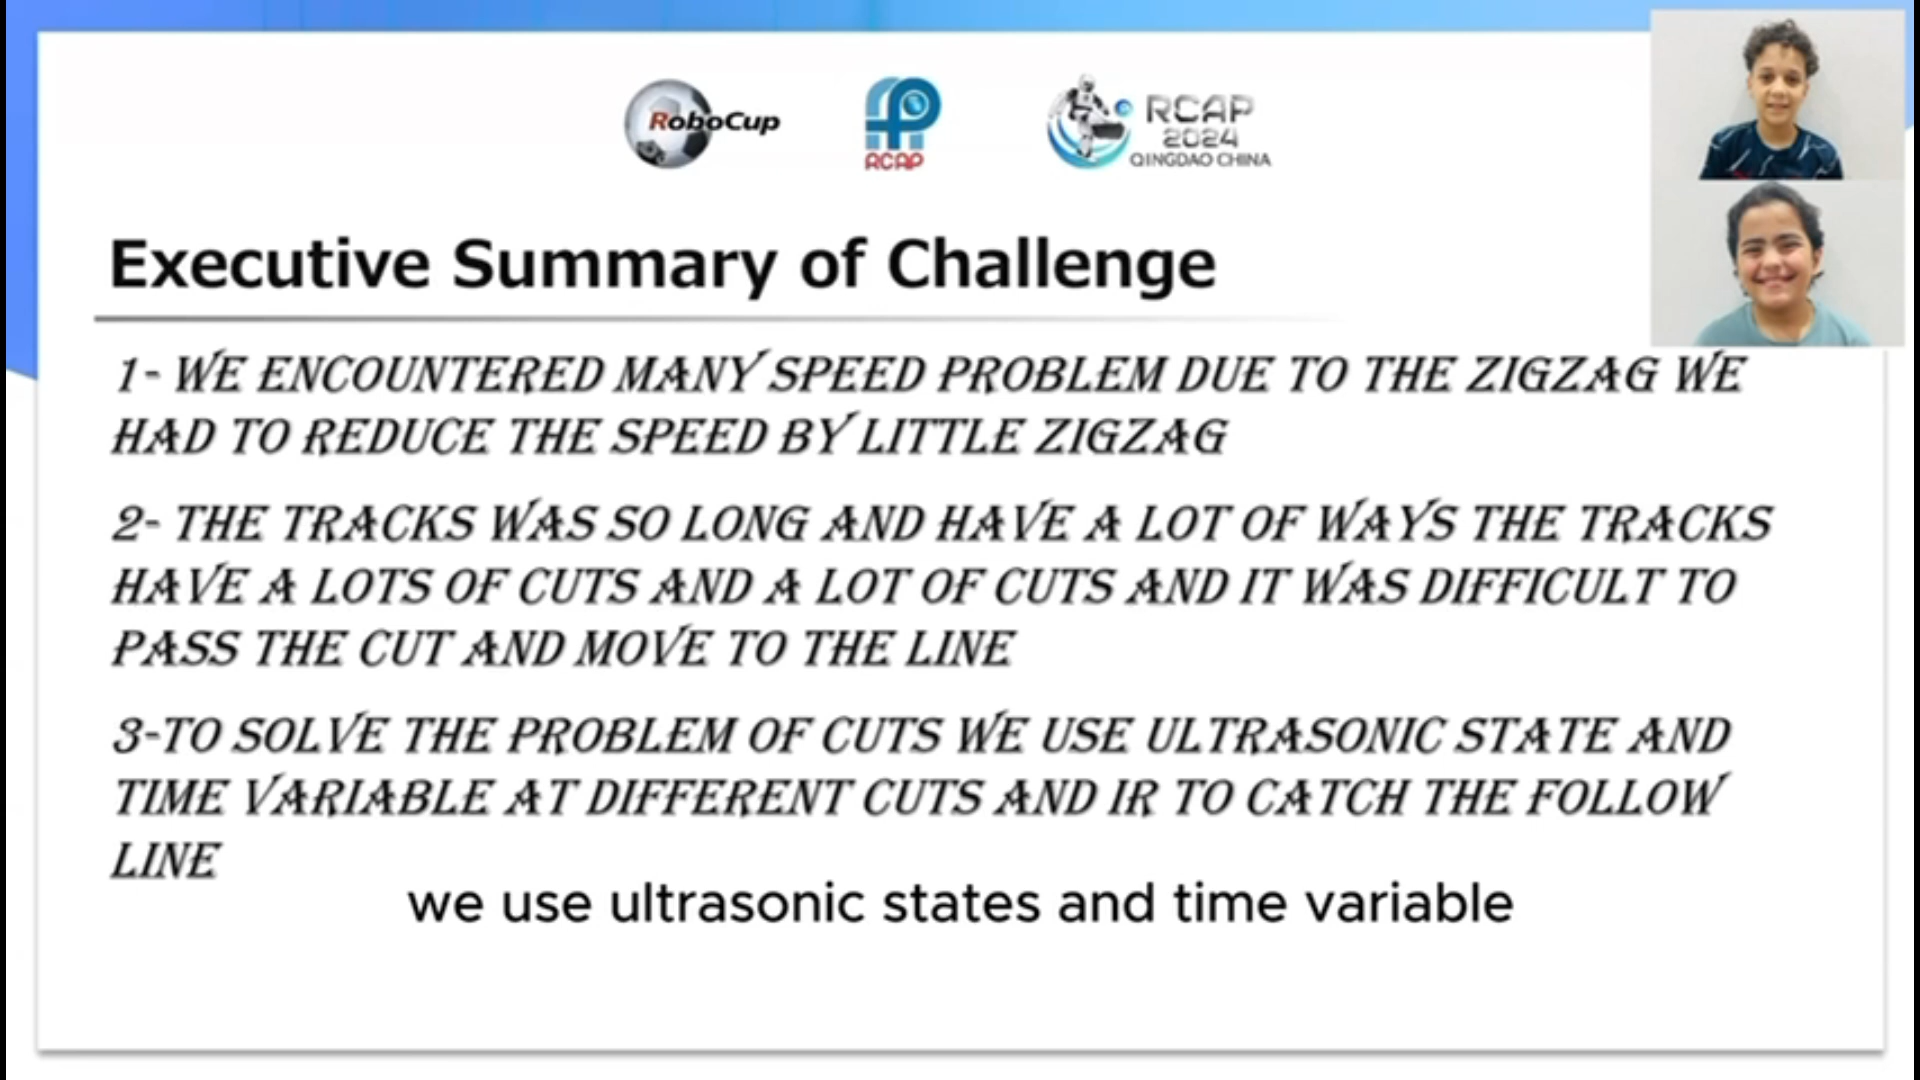 RoboCup
RCAP
RCAP
2024
QINGDAO CHINA
Executive Summary of Challenge
1- WE ENCOUNTERED MANY SPEED PROBLEM DUE TO THE ZIGZAG WE
HAD TO REDUCE THE SPEED BY LITTLE ZIGZAG
2- THE TRACKS WAS SO LONG AND HAVE A LOT OF WAYS THE TRACKS
HAVE A LOTS OF CUTS AND A LOT OF CUTS AND IT WAS DIFFICULT TO
PASS THE CUT AND MOVE TO THE LINE
3-TO SOLVE THE PROBLEM OF CUTS WE USE ULTRASONIC STATE AND
TIME VARIABLE AT DIFFERENT CUTS AND IR TO CATCH THE FOLLOW
LINE
we use ultrasonic states and time variable